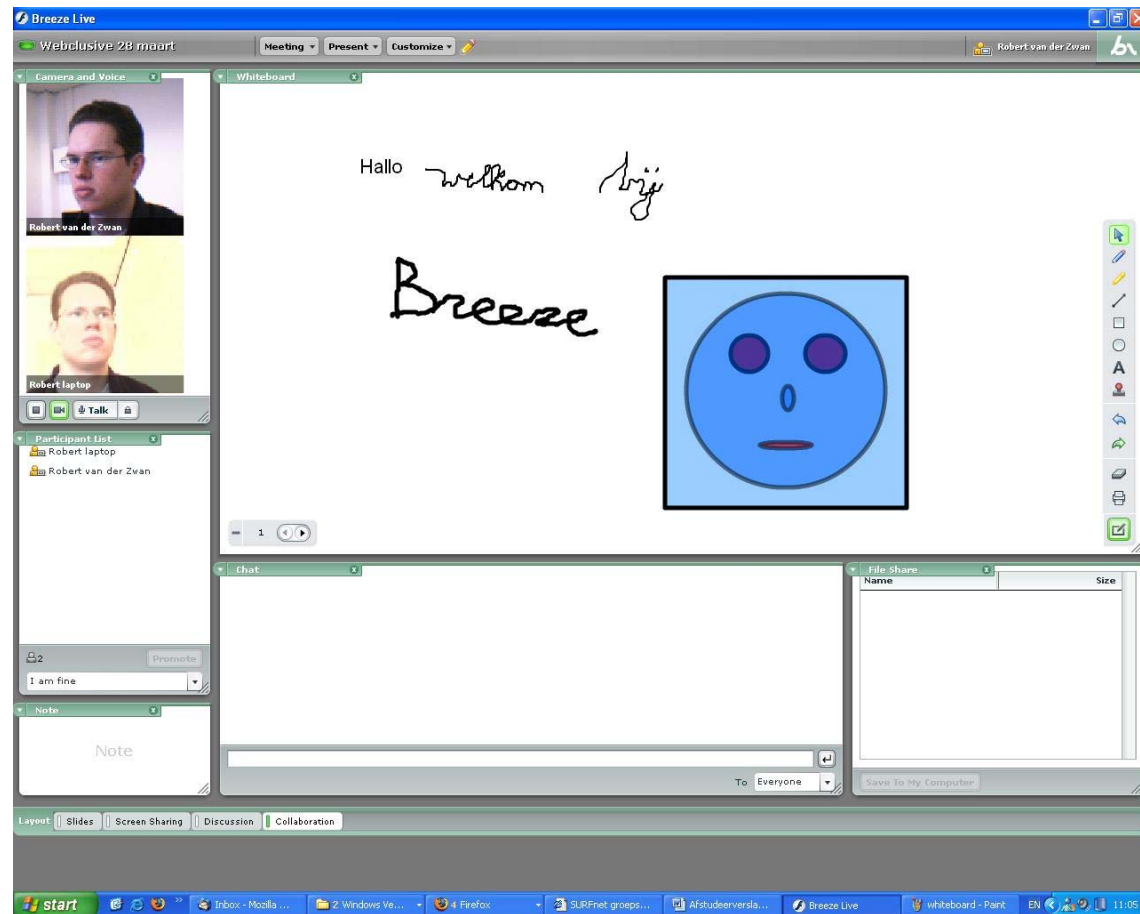 Breeze Live
Webclusive 28 maart Meeting Present Customize Robert van der Zwan
Camera and Voice
Robert van der Zwan
Robert laptop
Talk
Participant List
Robert laptop
Robert van der Zwan
2 Promote
I am fine
Note
Note
Whiteboard
Hallo welkom bij
Breeze
A
1
Chat
To Everyone
File Share
Name Size
Save To My Computer
Layout Slides Screen Sharing Discussion Collaboration
start Inbox - Mozilla ... 2 Windows Ve... 4 Firefox SURFnet groeps... Afstudeerversla... Breeze Live whiteboard - Paint EN 11:05